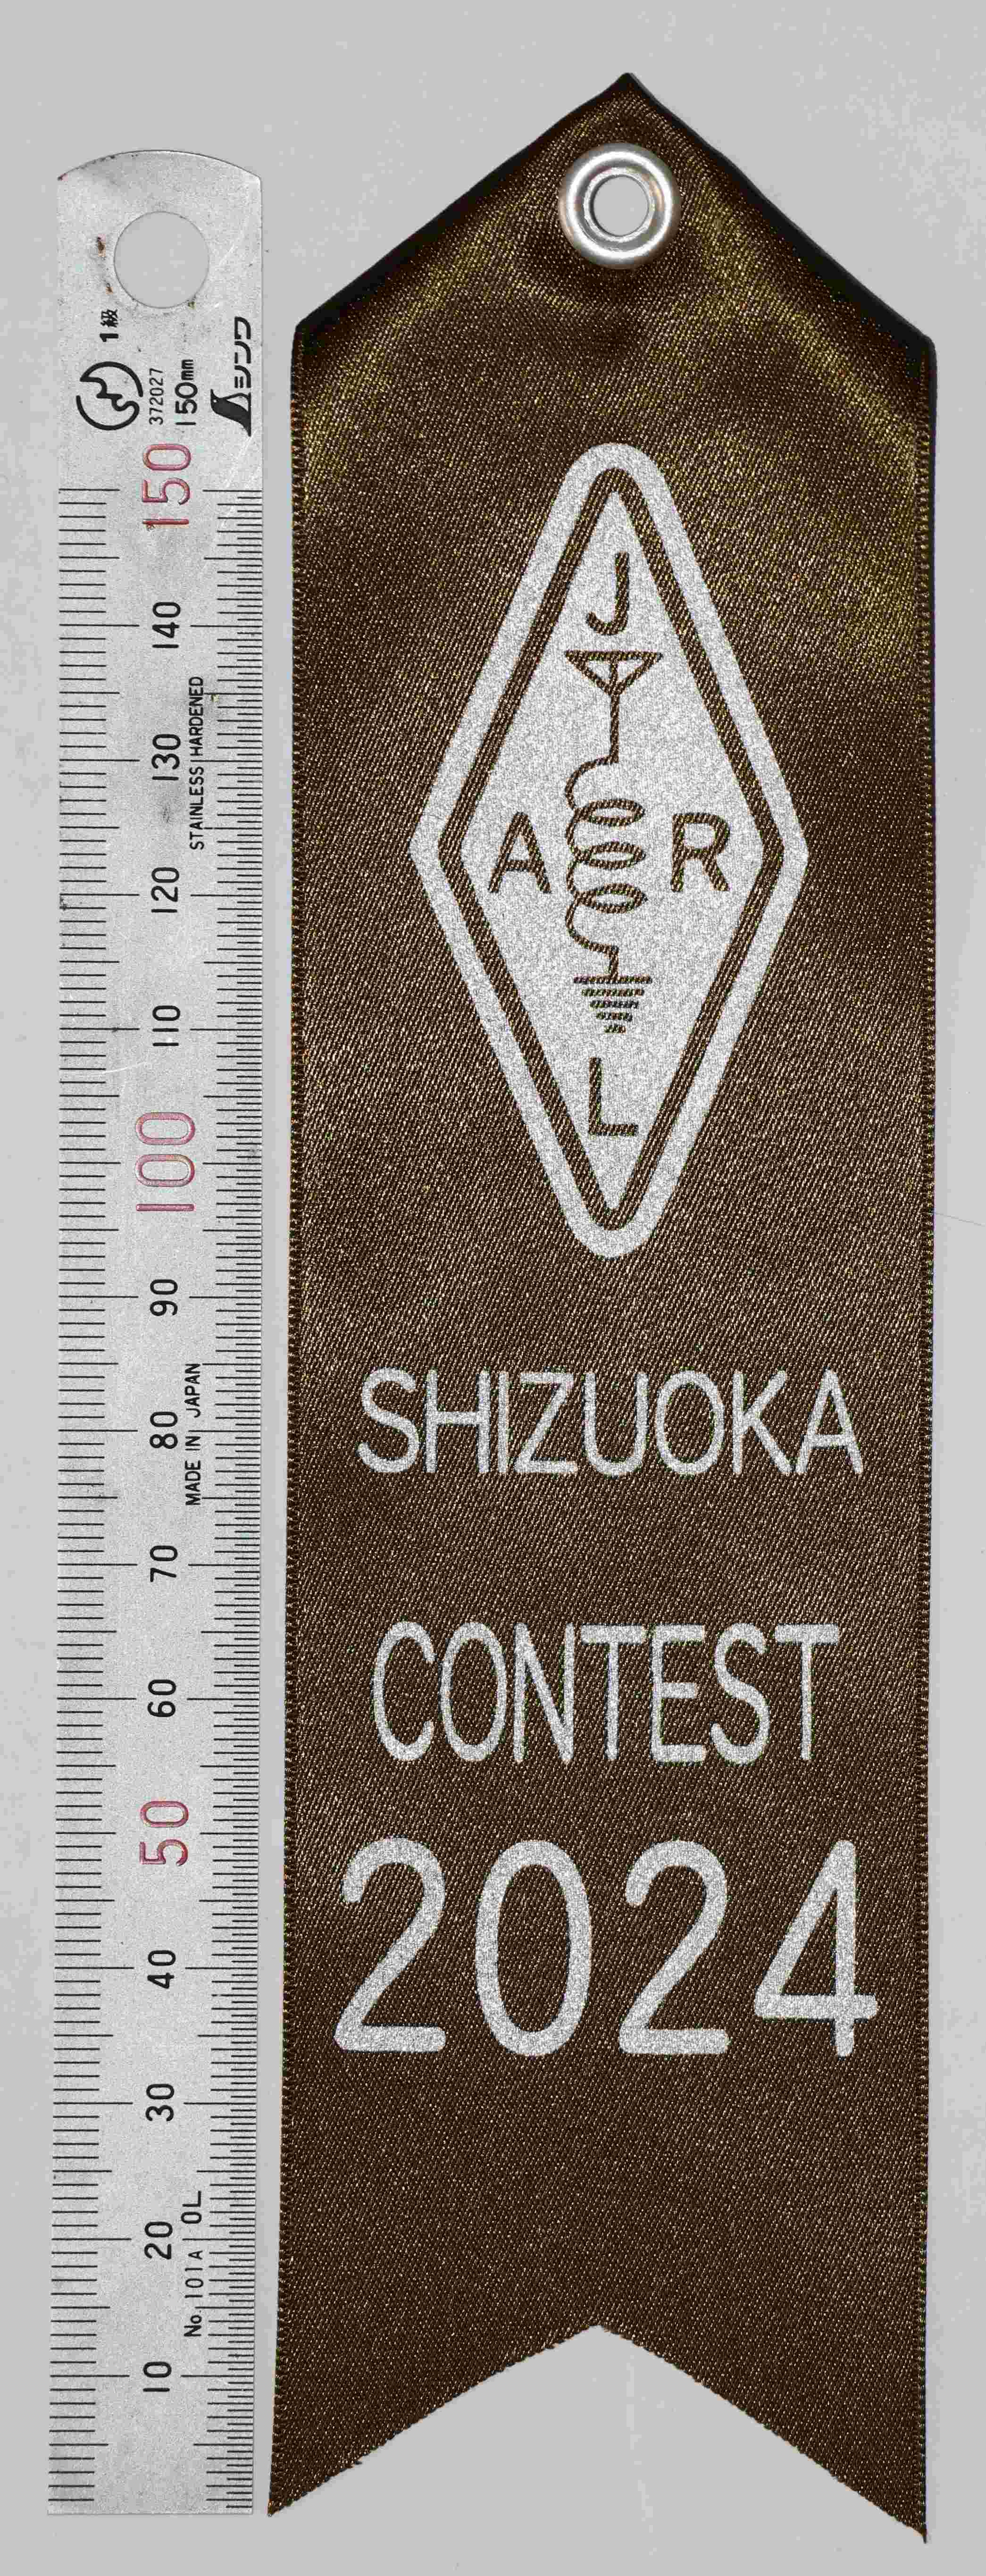 1級
372027
150mm
シンワ
150
140
STAINLESS HARDENED
130
120
110
100
90
80
MADE IN JAPAN
70
60
50
40
30
20
No.101A OL
10
J
A R
L
SHIZUOKA
CONTEST
2024